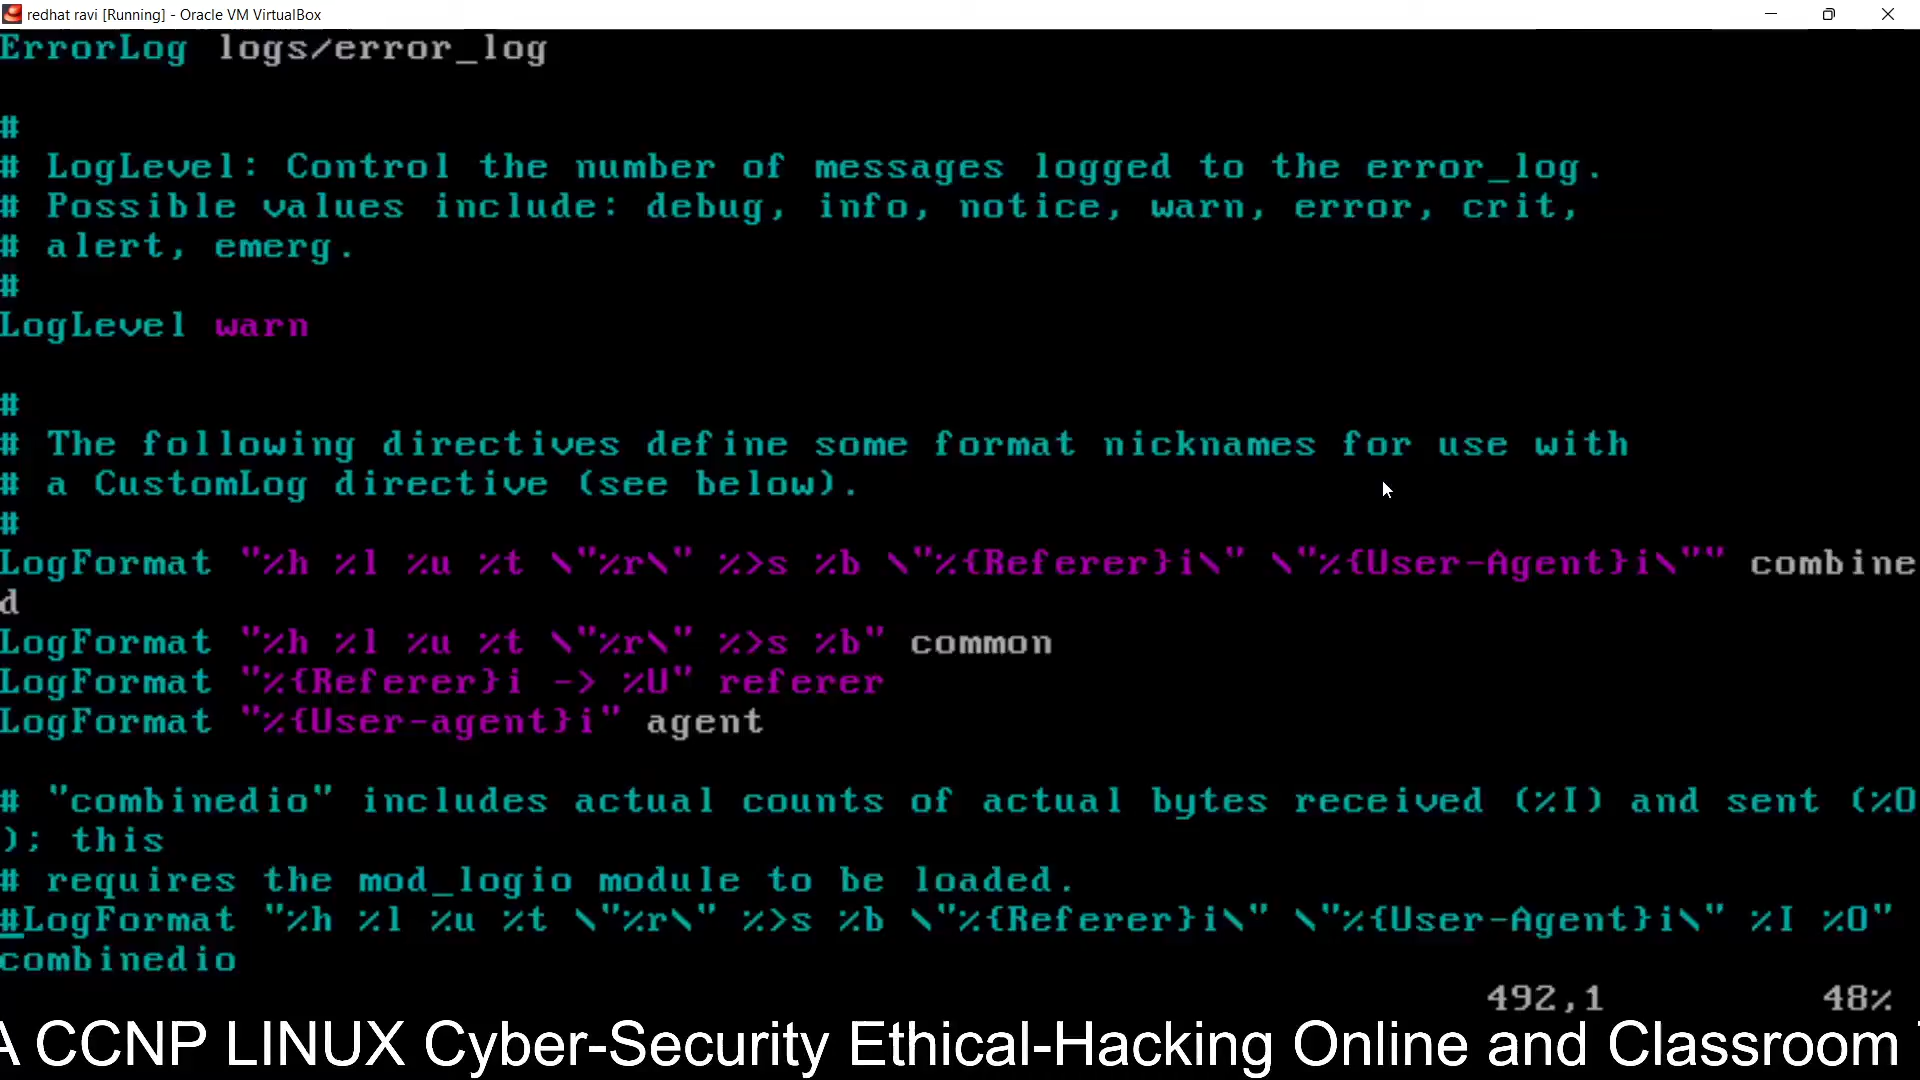 redhat ravi [Running] - Oracle VM VirtualBox
ErrorLog logs/error_log
#
# LogLevel: Control the number of messages logged to the error_log.
# Possible values include: debug, info, notice, warn, error, crit,
# alert, emerg.
#
LogLevel warn
#
# The following directives define some format nicknames for use with
# a CustomLog directive (see below).
#
LogFormat "%h %l %u %t \"%r\" %>s %b \"%{Referer}i\" \"%{User-Agent}i\"" combine
d
LogFormat "%h %l %u %t \"%r\" %>s %b" common
LogFormat "%{Referer}i -> %U" referer
LogFormat "%{User-agent}i" agent
# "combinedio" includes actual counts of actual bytes received (%I) and sent (%O
); this
# requires the mod_logio module to be loaded.
#LogFormat "%h %l %u %t \"%r\" %>s %b \"%{Referer}i\" \"%{User-Agent}i\" %I %O"
combinedio
492,1 48%
A CCNP LINUX Cyber-Security Ethical-Hacking Online and Classroom